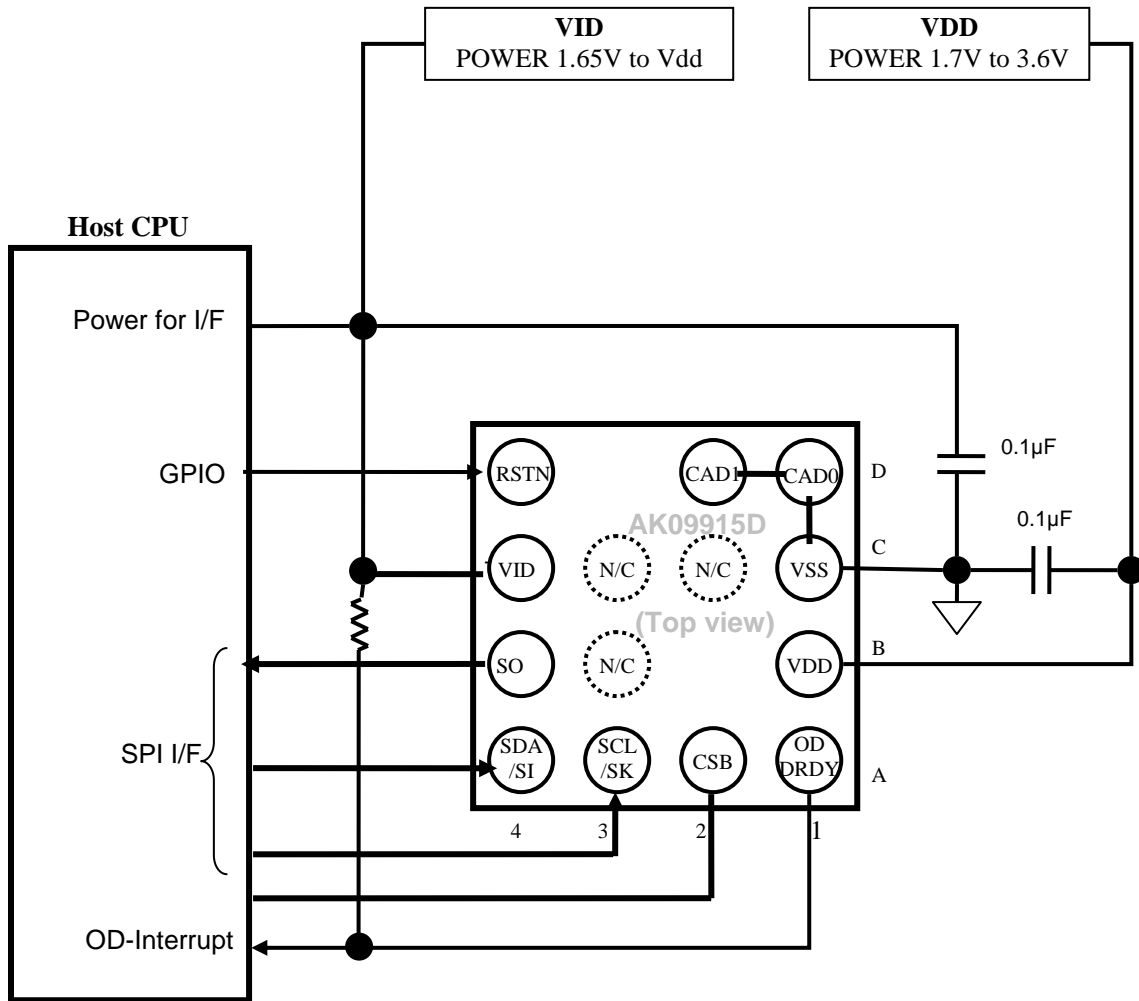 VID
POWER 1.65V to Vdd
VDD
POWER 1.7V to 3.6V
Host CPU
Power for I/F
GPIO
SPI I/F
OD-Interrupt
0.1µF
0.1µF
RSTN
CAD1
CAD0
D
AK09915D
VID
N/C
N/C
VSS
C
(Top view)
SO
N/C
VDD
B
SDA
/SI
SCL
/SK
CSB
OD
DRDY
A
4
3
2
1